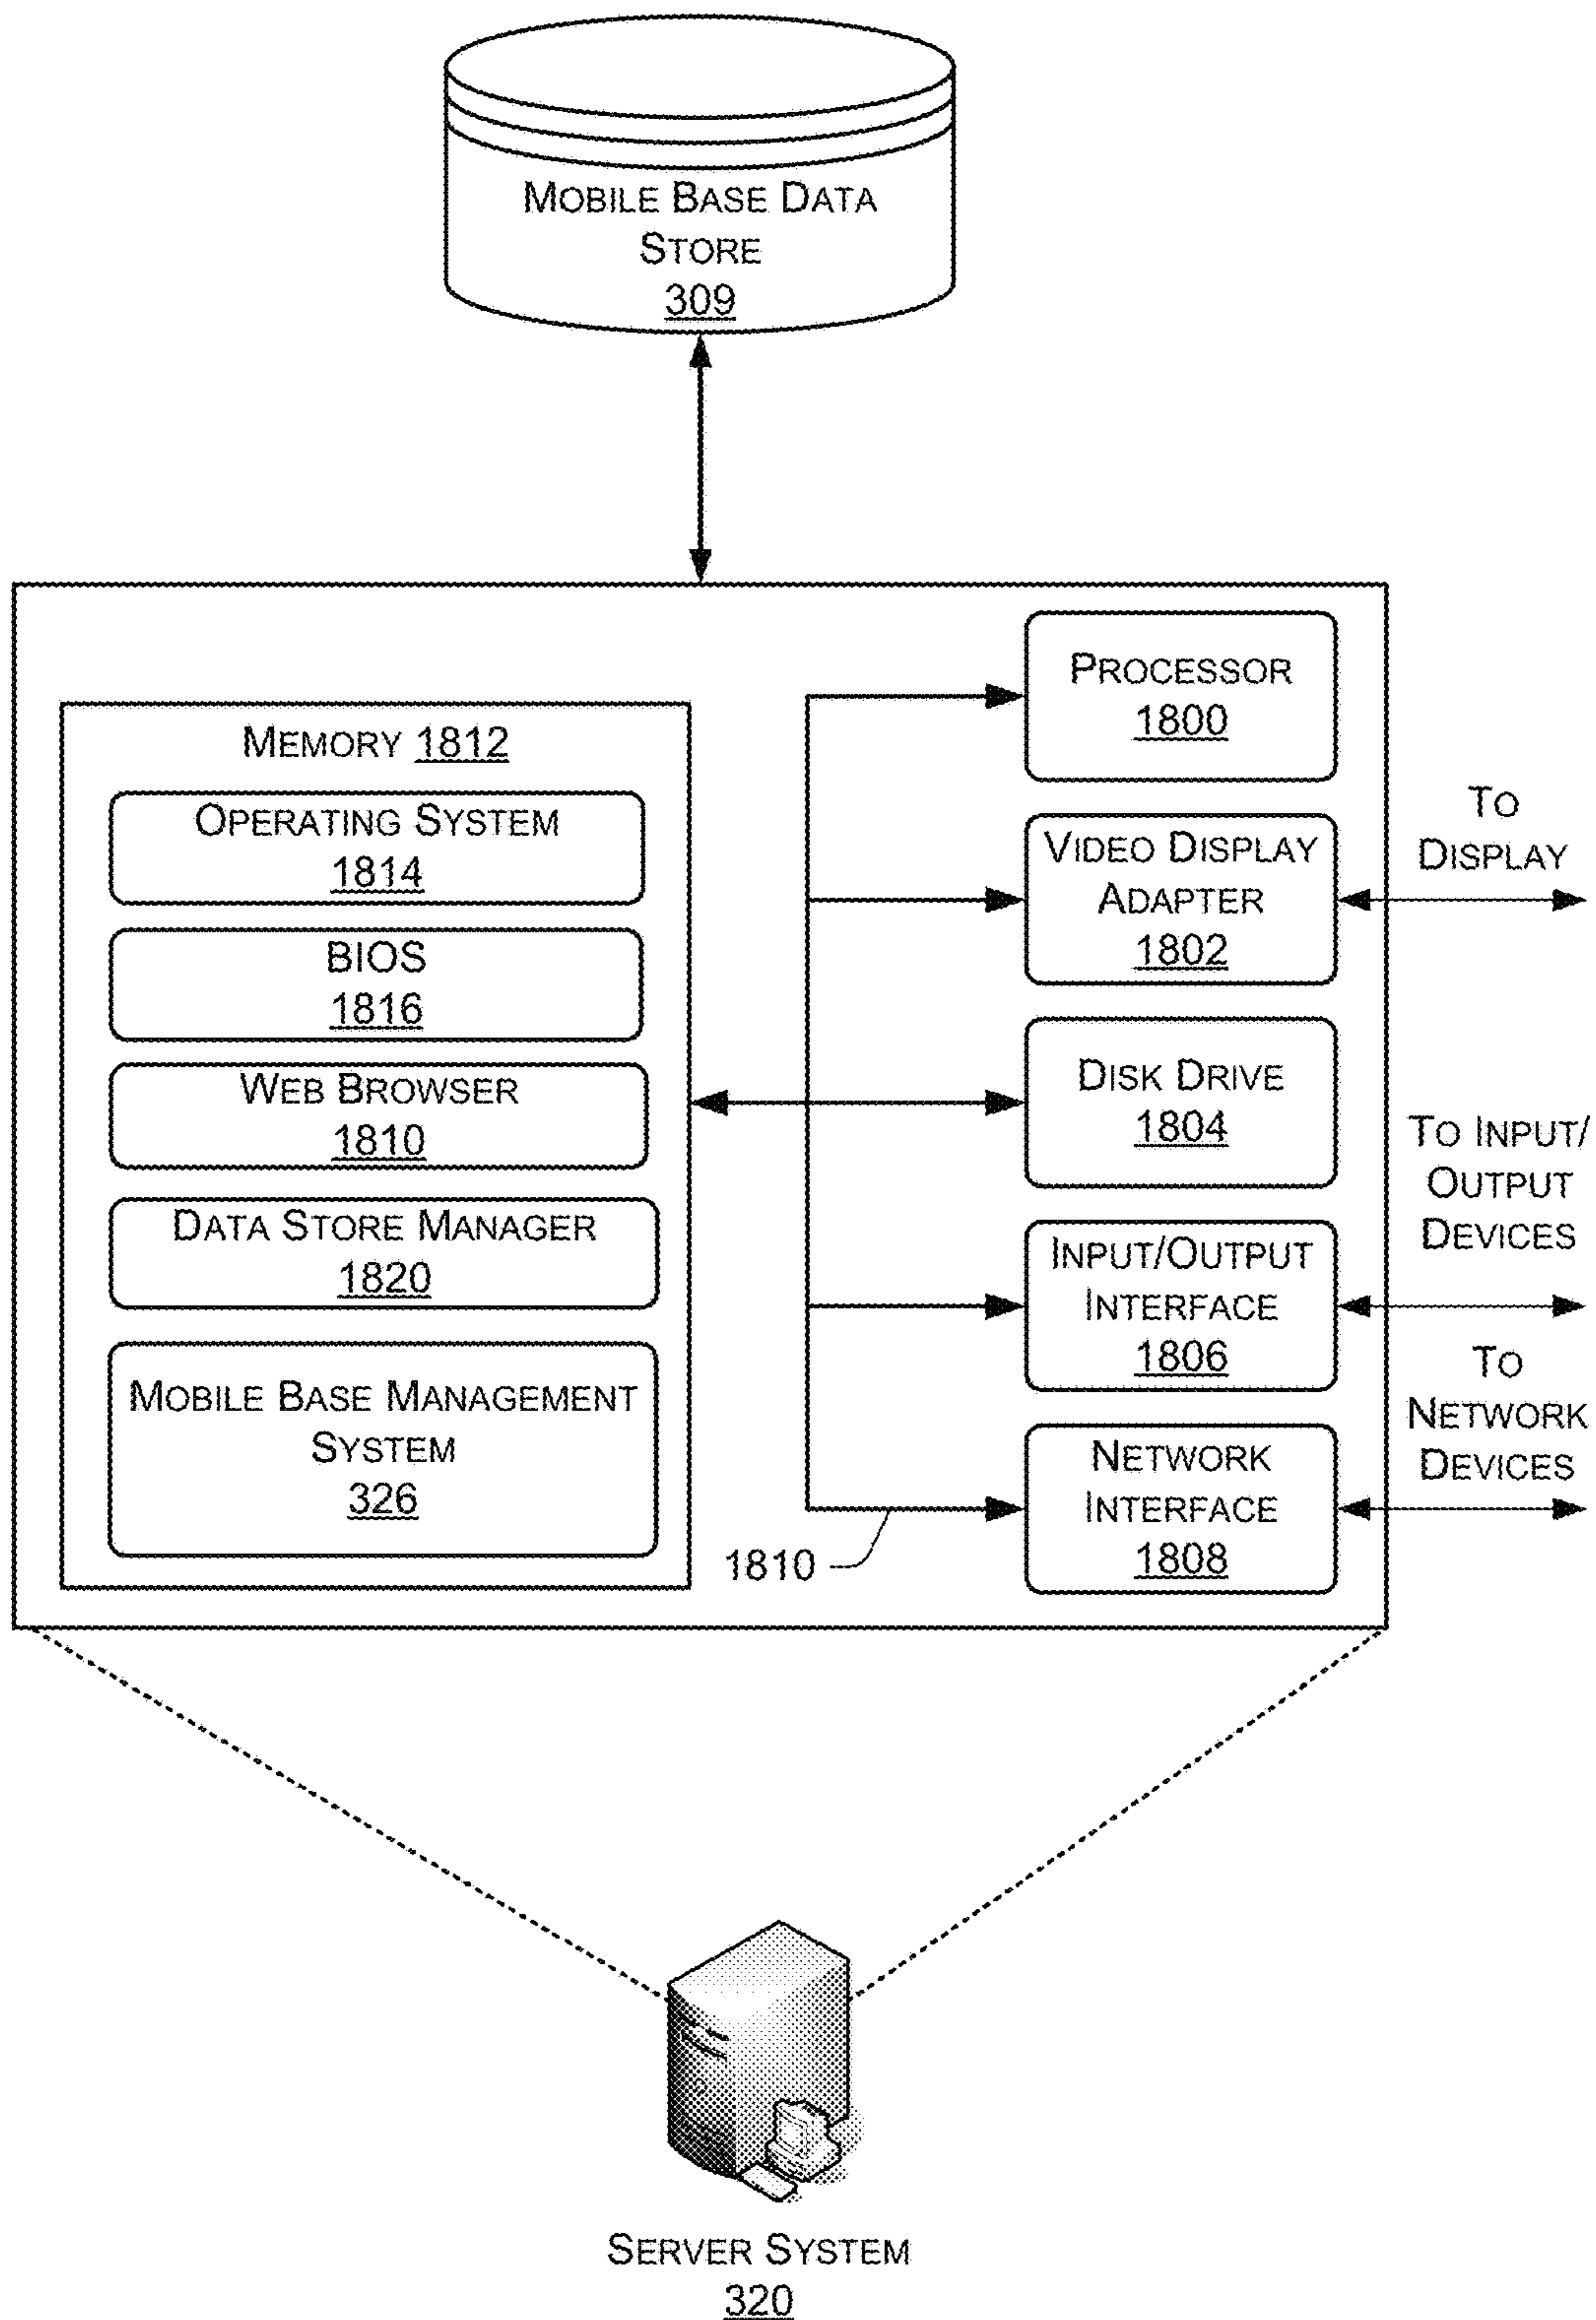 MOBILE BASE DATA
STORE
309
MEMORY 1812
OPERATING SYSTEM
1814
BIOS
1816
WEB BROWSER
1810
DATA STORE MANAGER
1820
MOBILE BASE MANAGEMENT
SYSTEM
326
PROCESSOR
1800
VIDEO DISPLAY
ADAPTER
1802
DISK DRIVE
1804
INPUT/OUTPUT
INTERFACE
1806
NETWORK
INTERFACE
1808
1810
TO
DISPLAY
TO INPUT/
OUTPUT
DEVICES
TO
NETWORK
DEVICES
SERVER SYSTEM
320